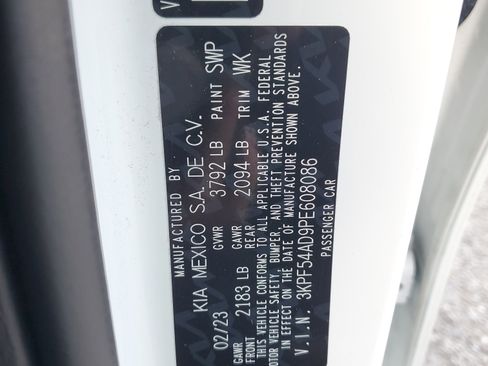 V
MANUFACTURED BY
KIA MEXICO S.A. DE C.V.
02/23 GVWR 3792 LB PAINT SWP
GAWR FRONT 2183 LB GAWR REAR 2094 LB TRIM WK
THIS VEHICLE CONFORMS TO ALL APPLICABLE U.S.A. FEDERAL
MOTOR VEHICLE SAFETY, BUMPER, AND THEFT PREVENTION STANDARDS
IN EFFECT ON THE DATE OF MANUFACTURE SHOWN ABOVE.
V.I.N. 3KPF54AD9PE608086
PASSENGER CAR